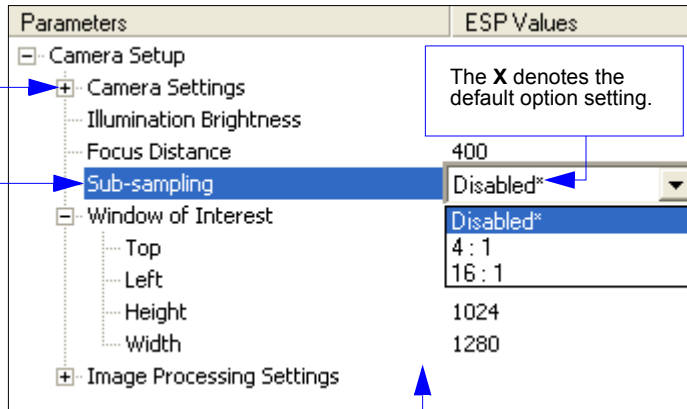 Parameters ESP Values
Camera Setup
Camera Settings
The X denotes the
default option setting.
Illumination Brightness
Focus Distance 400
Sub-sampling Disabled*
Window of Interest Disabled*
Top 4 : 1
Left 16 : 1
Height 1024
Width 1280
Image Processing Settings